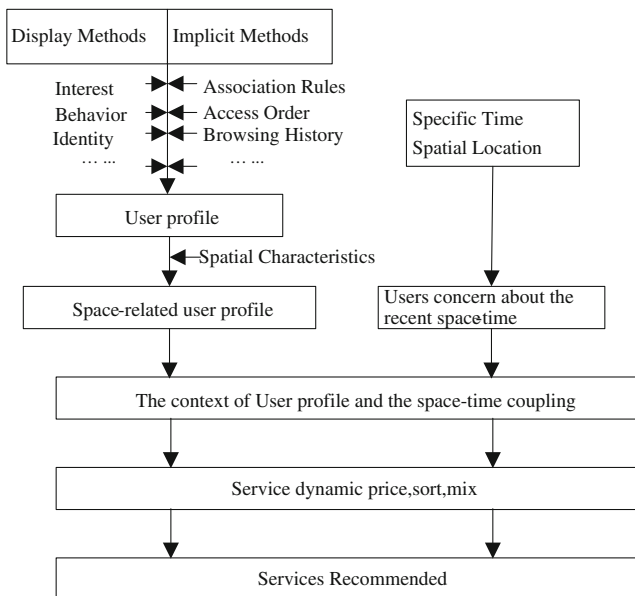 Display Methods
Implicit Methods
Interest
Association Rules
Behavior
Access Order
Identity
Browsing History
... ...
... ...
Specific Time
Spatial Location
User profile
Spatial Characteristics
Space-related user profile
Users concern about the
recent space-time
The context of User profile and the space-time coupling
Service dynamic price,sort,mix
Services Recommended